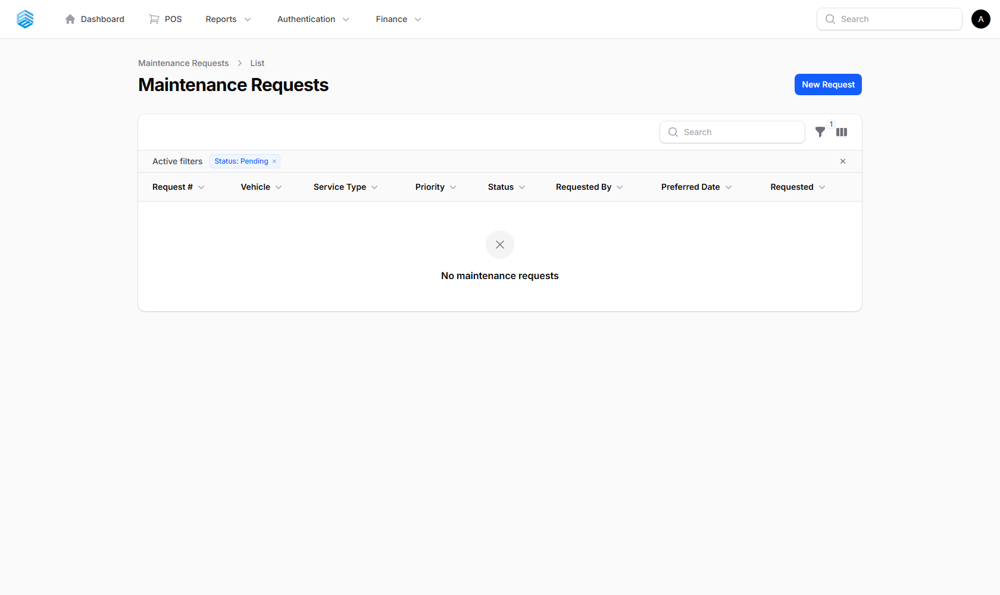 Dashboard
POS
Reports
Authentication
Finance
Search
A
Maintenance Requests
List
Maintenance Requests
New Request
Search
1
Active filters
Status: Pending
Request #
Vehicle
Service Type
Priority
Status
Requested By
Preferred Date
Requested
No maintenance requests